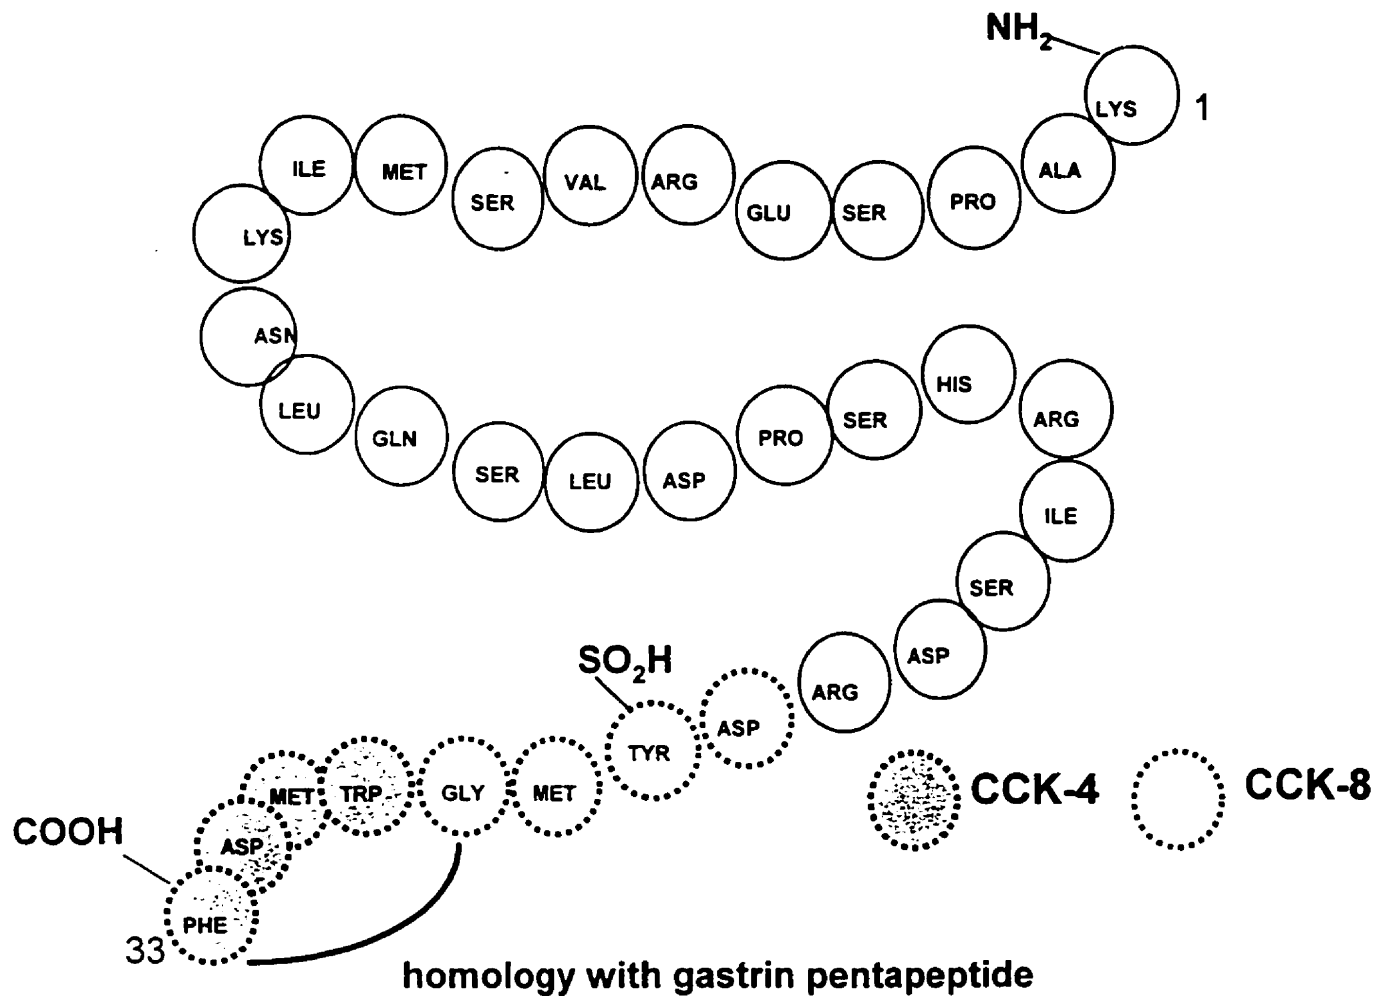 NH2
LYS 1
ILE MET SER VAL ARG GLU SER PRO ALA
LYS
ASN
LEU GLN SER LEU ASP PRO SER HIS ARG
ILE
SER
ASP
SO2H
ARG
TYR ASP
MET TRP GLY MET
CCK-4 CCK-8
COOH
ASP
PHE
33
homology with gastrin pentapeptide